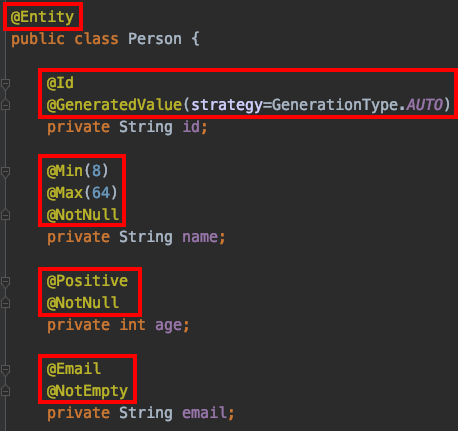 @Entity
public class Person {
@Id
@GeneratedValue(strategy=GenerationType.AUTO)
private String id;
@Min(8)
@Max(64)
@NotNull
private String name;
@Positive
@NotNull
private int age;
@Email
@NotEmpty
private String email;